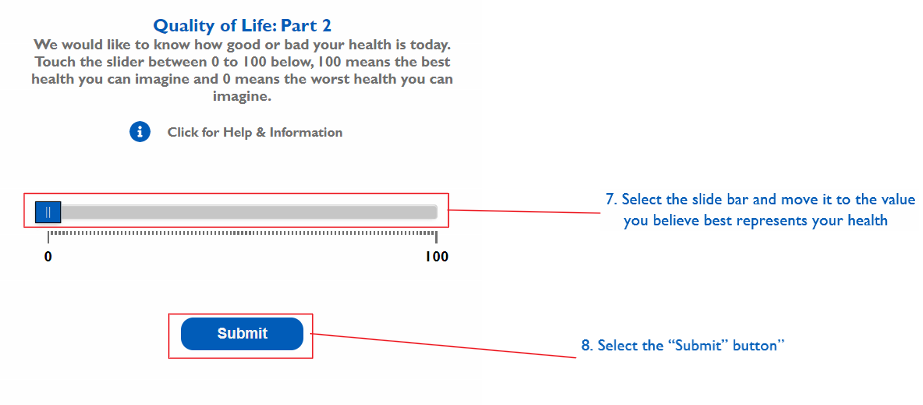 Quality of Life: Part 2
We would like to know how good or bad your health is today.
Touch the slider between 0 to 100 below, 100 means the best
health you can imagine and 0 means the worst health you can
imagine.
i Click for Help & Information
7. Select the slide bar and move it to the value
you believe best represents your health
0 100
Submit
8. Select the “Submit” button”